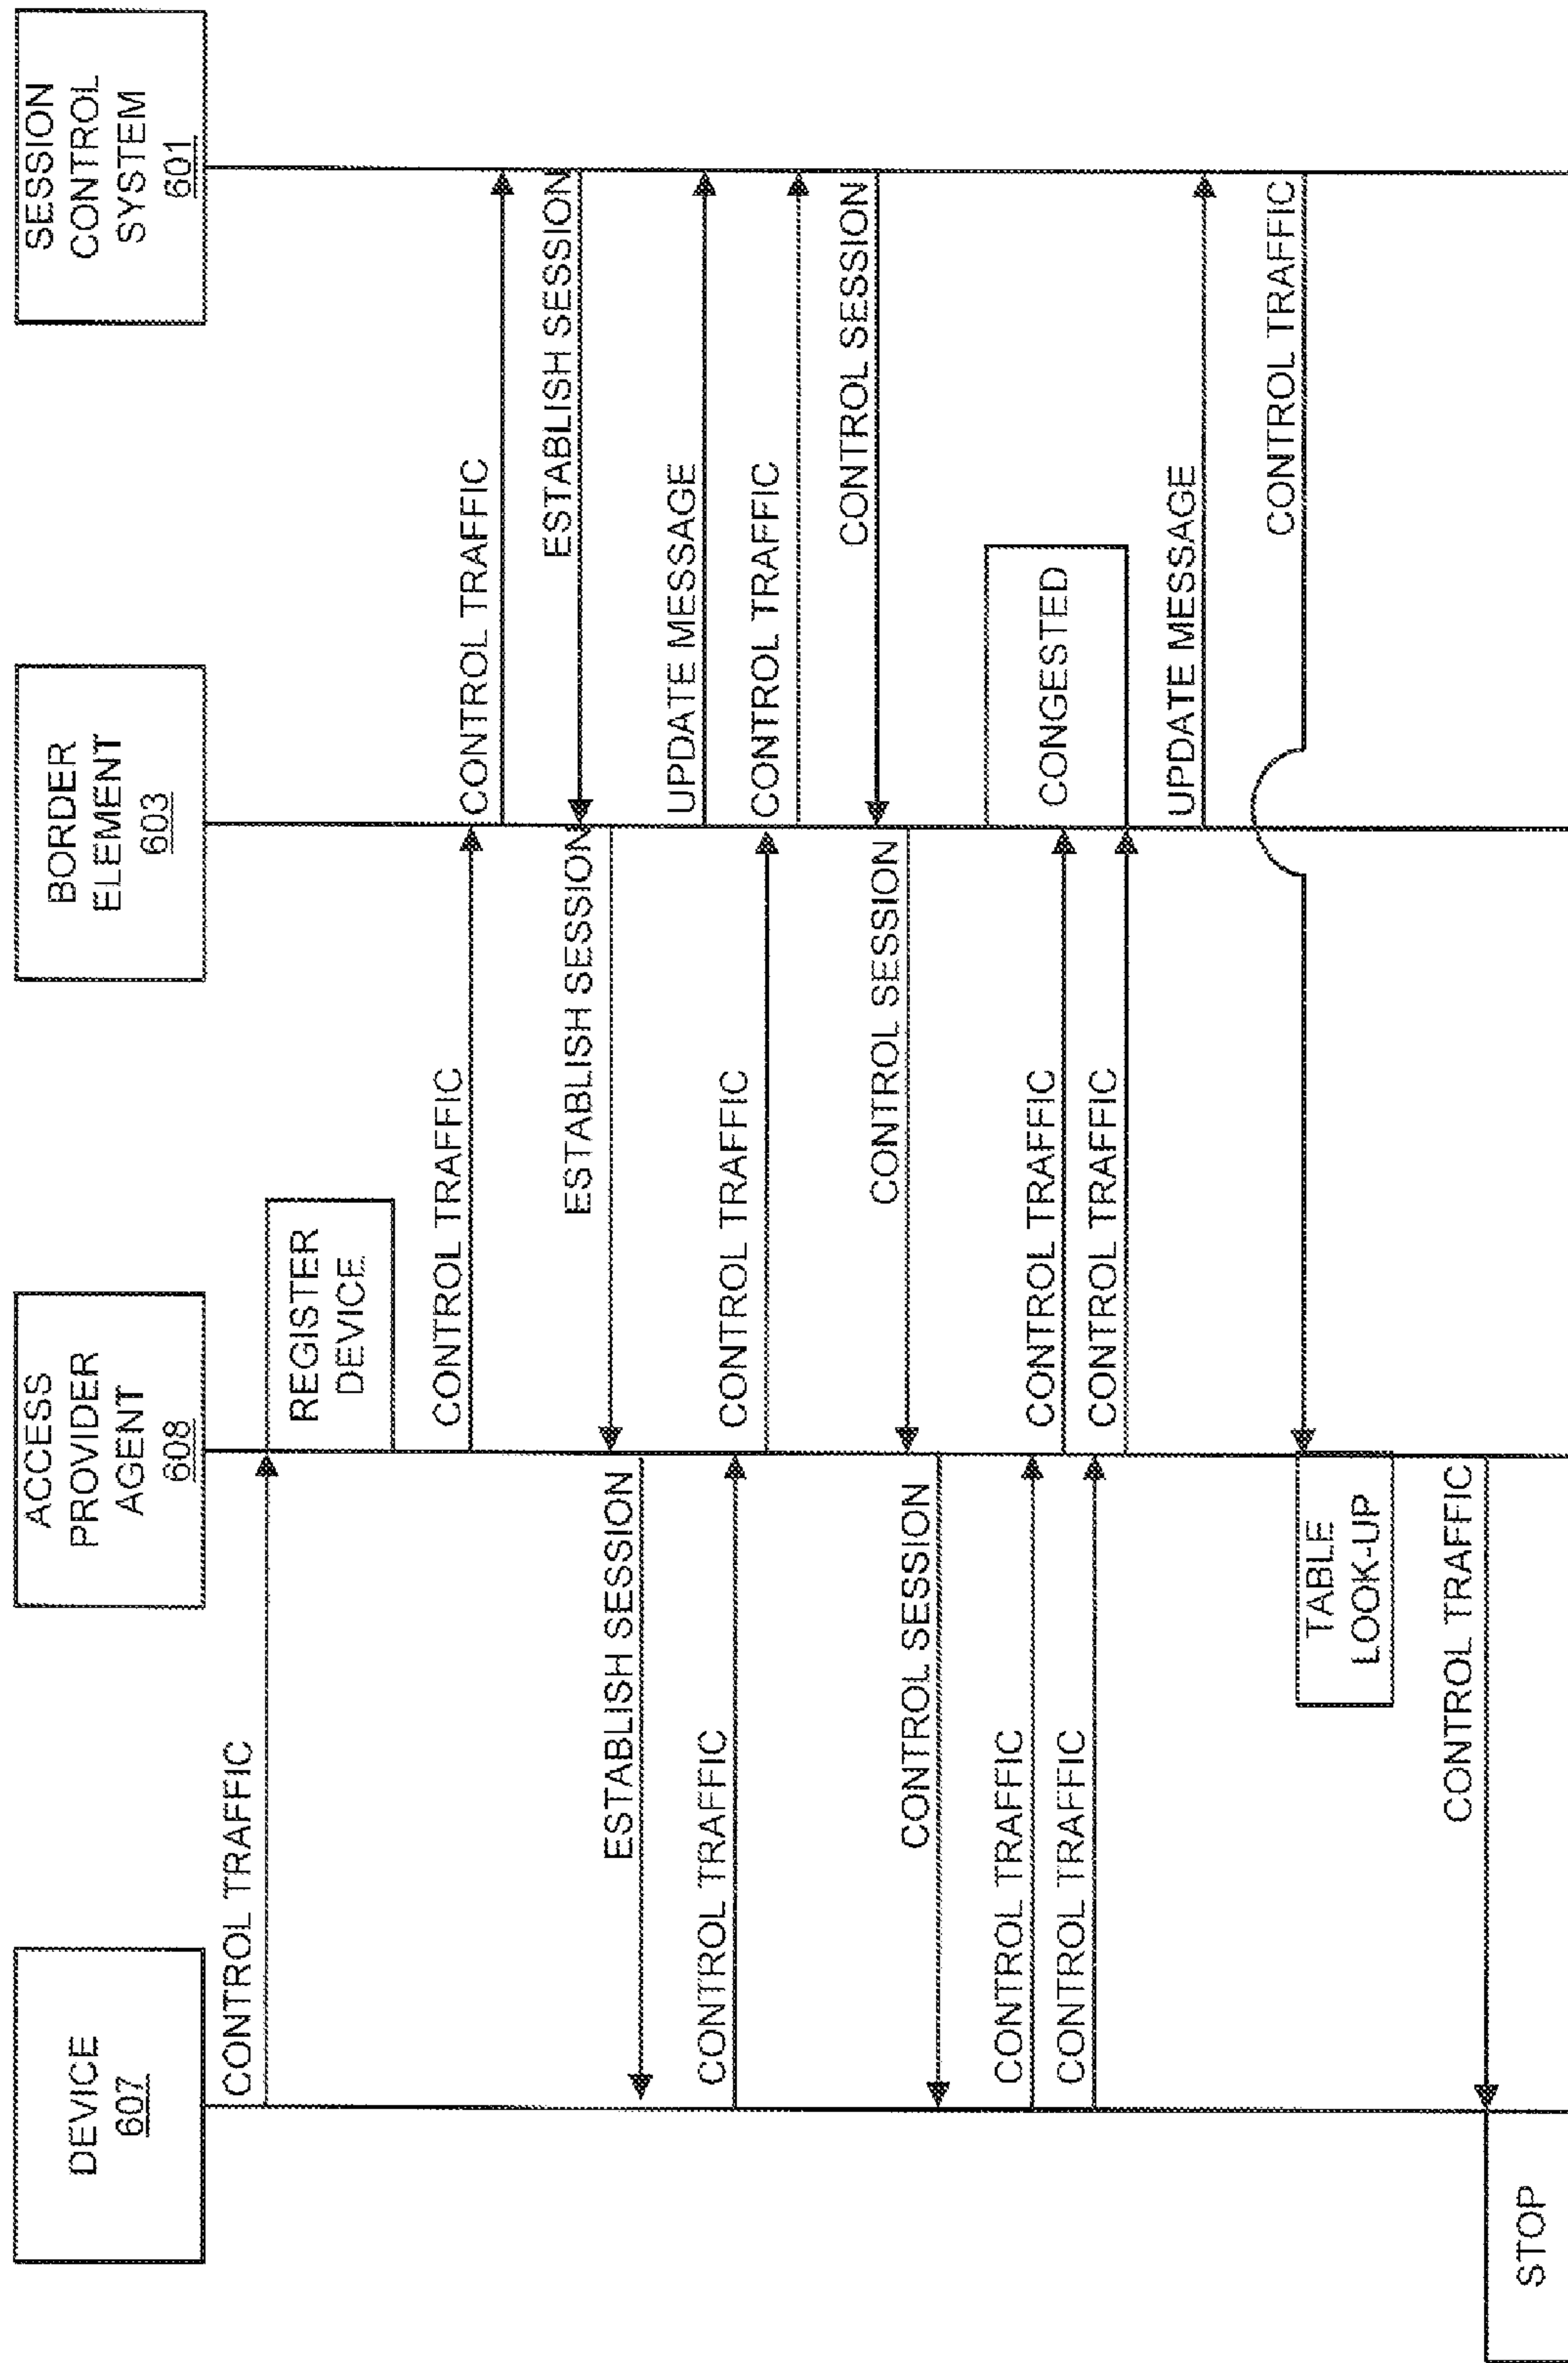 DEVICE
607
ACCESS
PROVIDER
AGENT
608
BORDER
ELEMENT
603
SESSION
CONTROL
SYSTEM
601
CONTROL TRAFFIC
REGISTER
DEVICE
CONTROL TRAFFIC
CONTROL TRAFFIC
ESTABLISH SESSION
ESTABLISH SESSION
ESTABLISH SESSION
UPDATE MESSAGE
CONTROL TRAFFIC
CONTROL TRAFFIC
CONTROL TRAFFIC
CONTROL SESSION
CONTROL SESSION
CONTROL SESSION
CONGESTED
CONTROL TRAFFIC
CONTROL TRAFFIC
CONTROL TRAFFIC
CONTROL TRAFFIC
UPDATE MESSAGE
CONTROL TRAFFIC
TABLE
LOOK-UP
CONTROL TRAFFIC
STOP